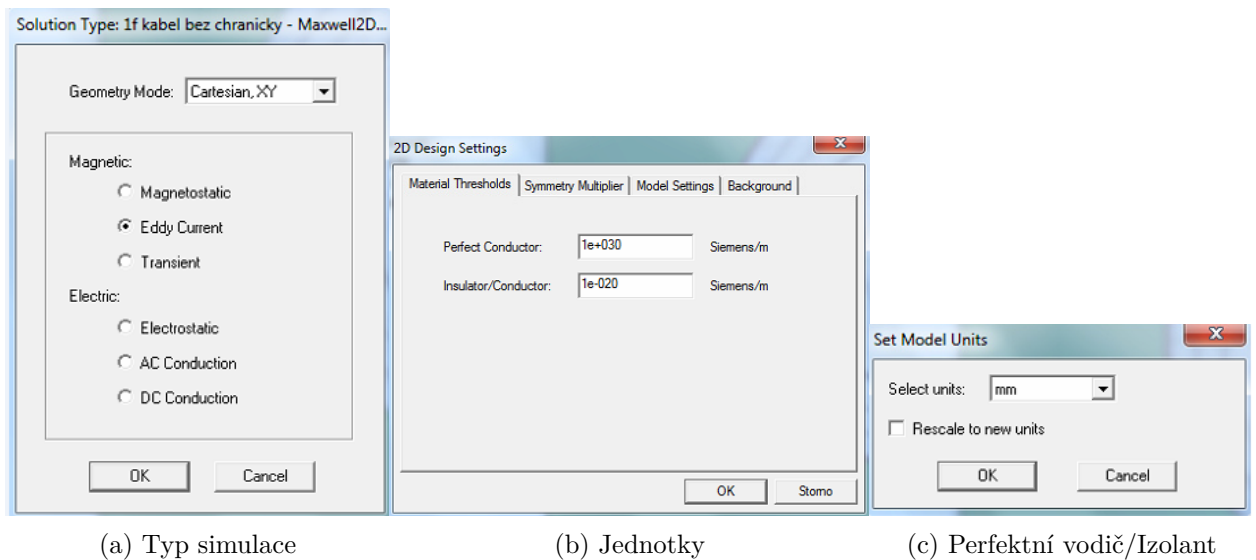 Solution Type: 1f kabel bez chranicky - Maxwell2D...
Geometry Mode: Cartesian, XY
Magnetic:
Magnetostatic
Eddy Current
Transient
Electric:
Electrostatic
AC Conduction
DC Conduction
OK Cancel
2D Design Settings
Material Thresholds Symmetry Multiplier Model Settings Background
Perfect Conductor: 1e+030 Siemens/m
Insulator/Conductor: 1e-020 Siemens/m
OK Storno
Set Model Units
Select units: mm
Rescale to new units
OK Cancel
(a) Typ simulace
(b) Jednotky
(c) Perfektní vodič/Izolant